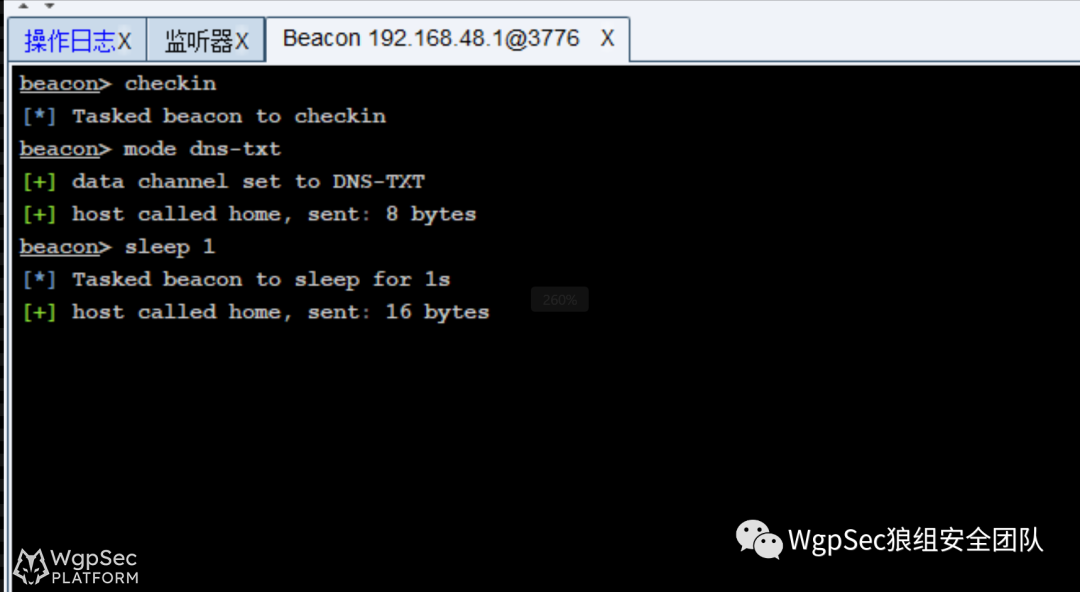 操作日志X 监听器X Beacon 192.168.48.1@3776 X
beacon> checkin
[*] Tasked beacon to checkin
beacon> mode dns-txt
[+] data channel set to DNS-TXT
[+] host called home, sent: 8 bytes
beacon> sleep 1
[*] Tasked beacon to sleep for 1s
[+] host called home, sent: 16 bytes
260%
WgpSec狼组安全团队
WgpSec
PLATFORM